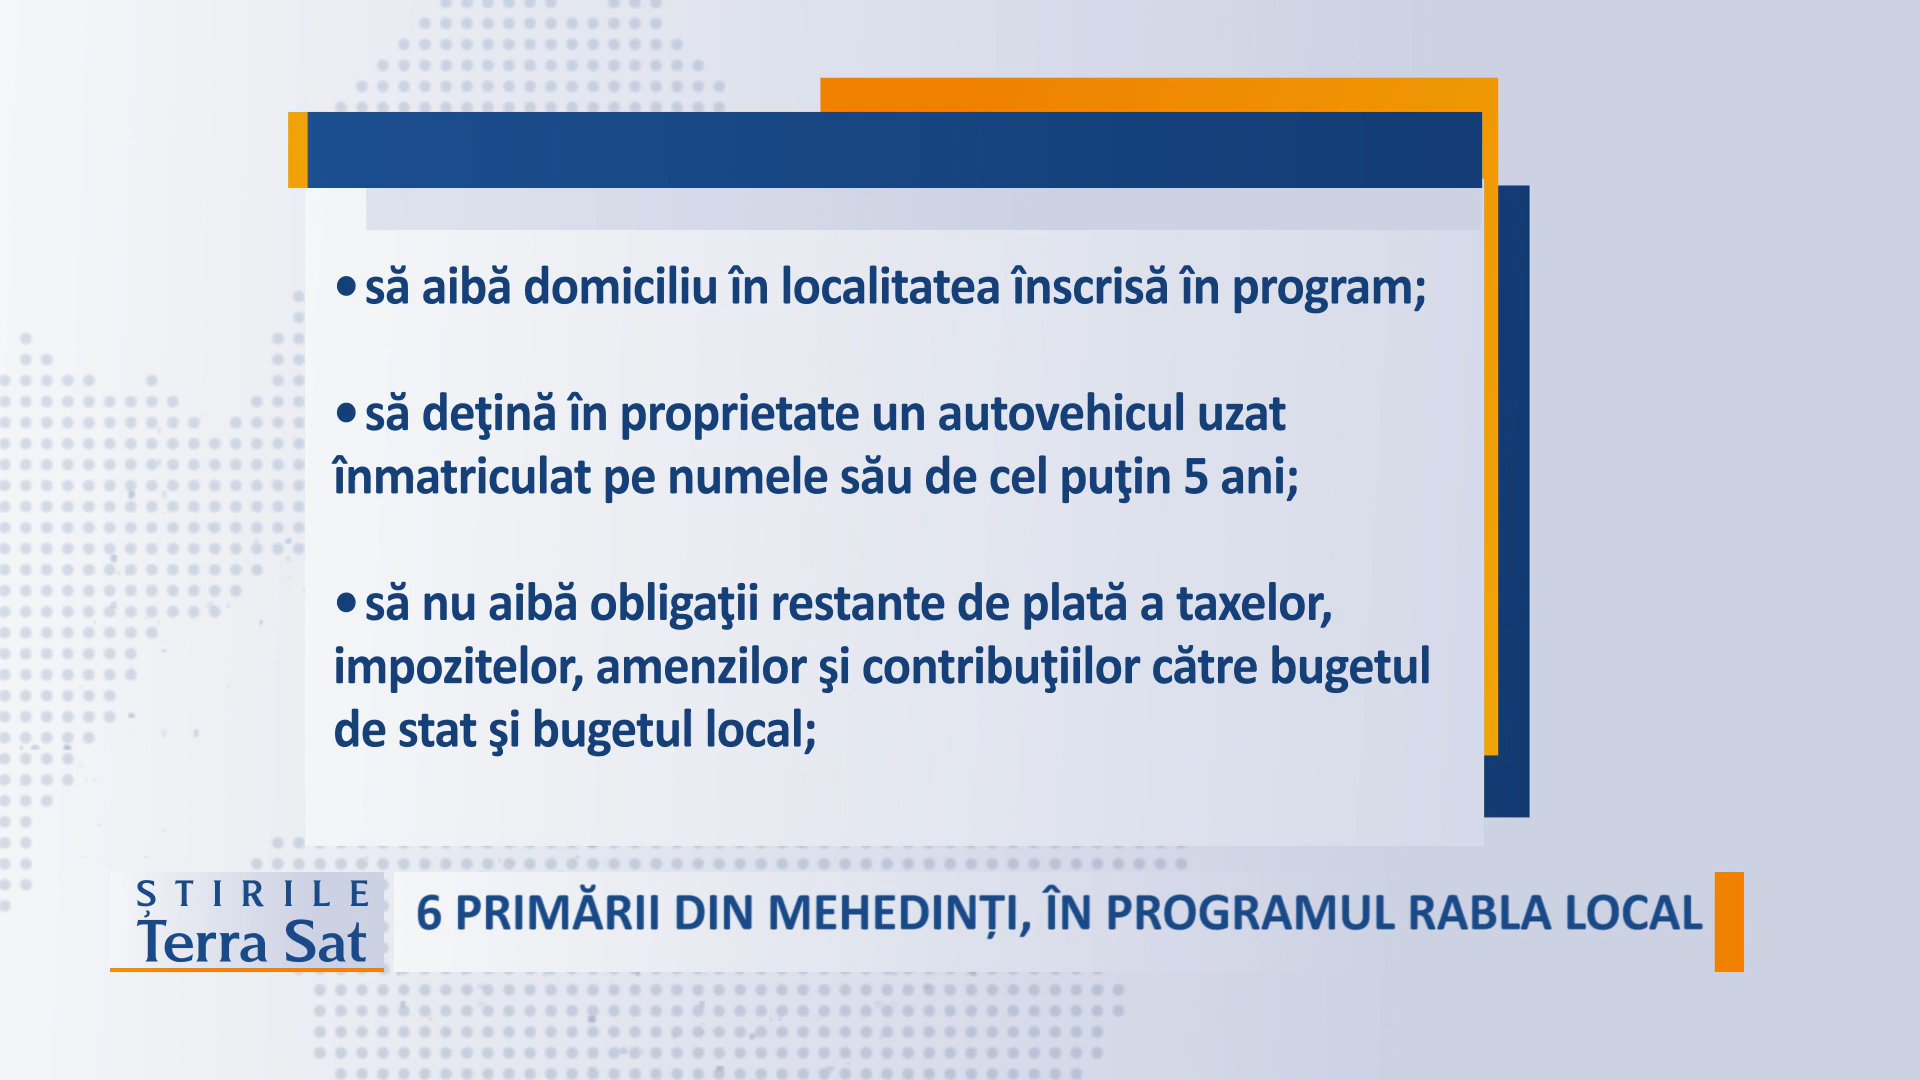 • să aibă domiciliu în localitatea înscrisă în program;
• să deţină în proprietate un autovehicul uzat
înmatriculat pe numele său de cel puţin 5 ani;
• să nu aibă obligaţii restante de plată a taxelor,
impozitelor, amenzilor şi contribuţiilor către bugetul
de stat şi bugetul local;
ȘTIRILE
Terra Sat
6 PRIMĂRII DIN MEHEDINȚI, ÎN PROGRAMUL RABLA LOCAL